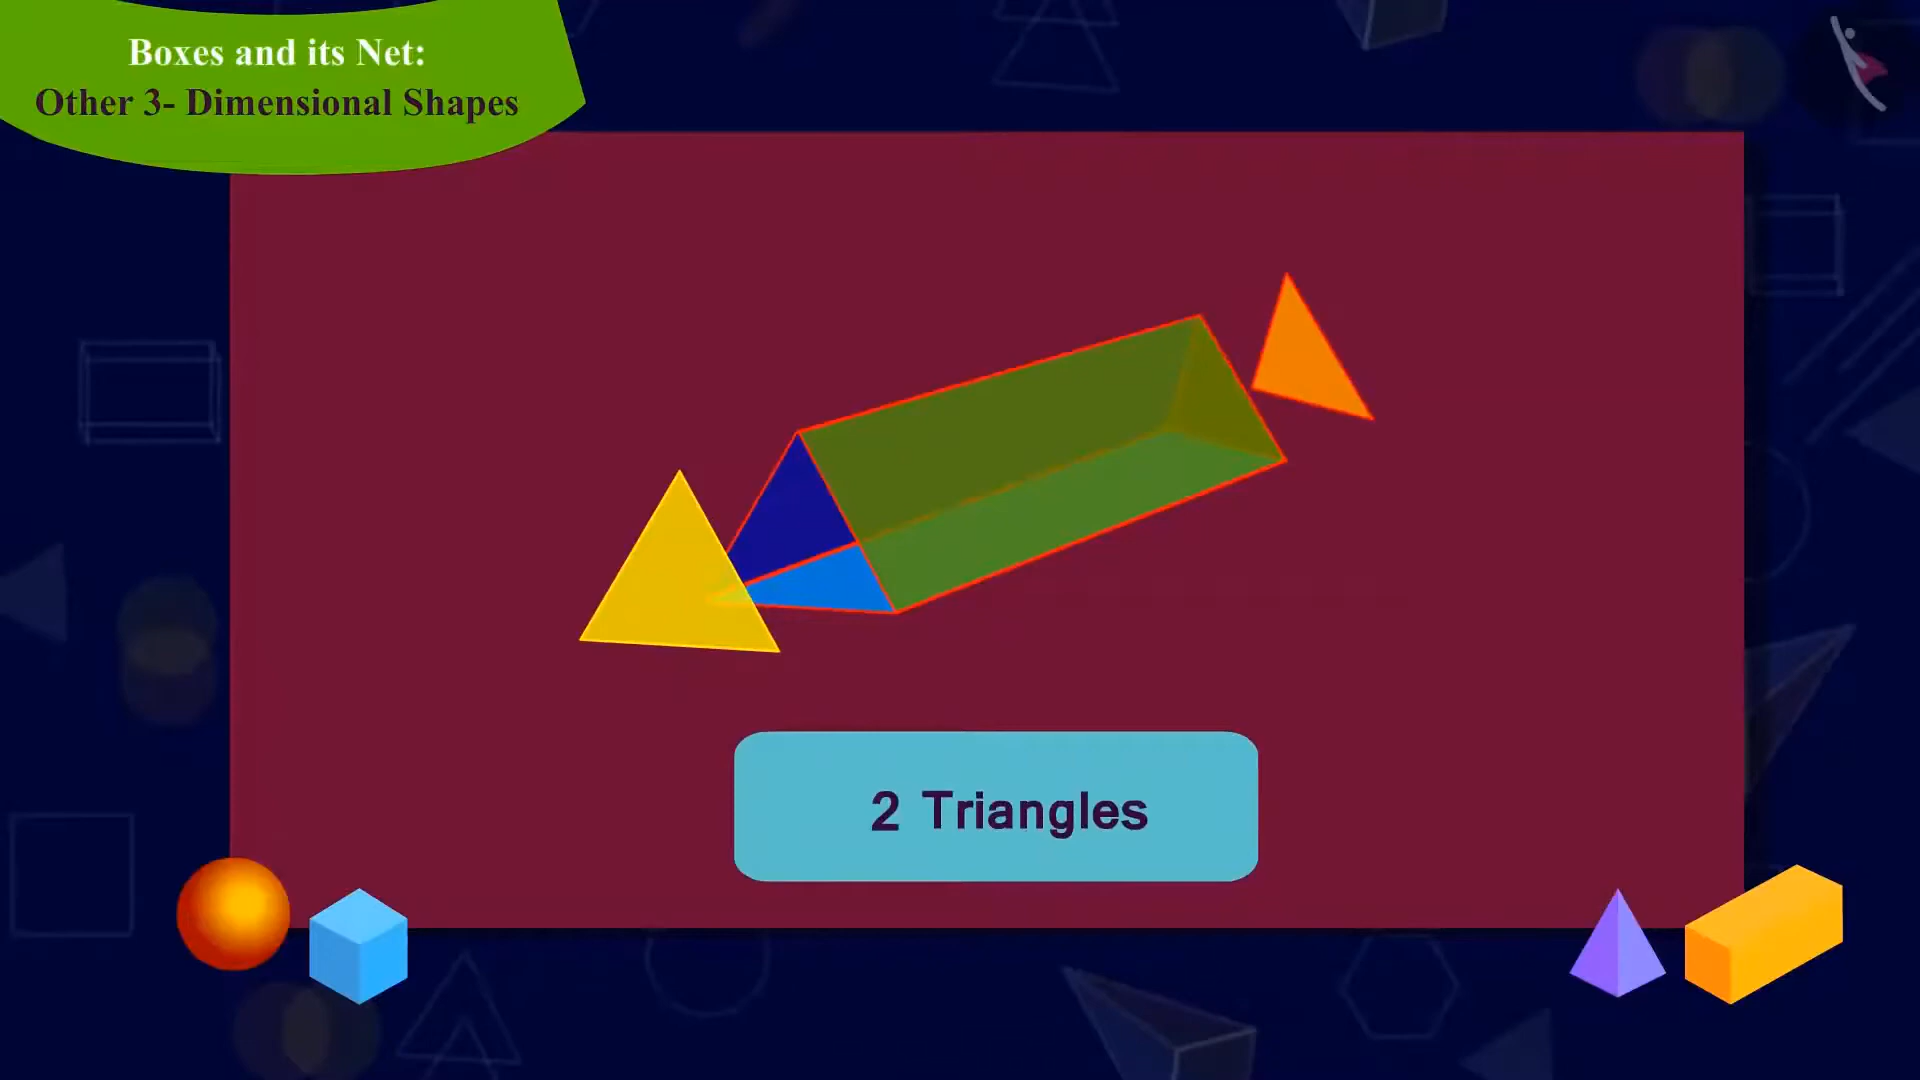 Boxes and its Net:
Other 3- Dimensional Shapes
2 Triangles